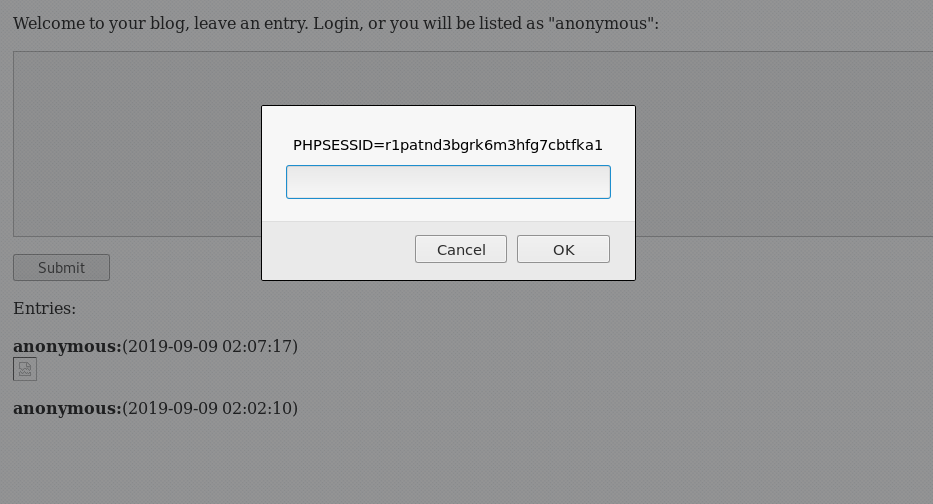 Welcome to your blog, leave an entry. Login, or you will be listed as "anonymous":
PHPSESSID=r1patnd3bgrk6m3hfg7cbtfka1
Cancel OK
Submit
Entries:
anonymous:(2019-09-09 02:07:17)
anonymous:(2019-09-09 02:02:10)